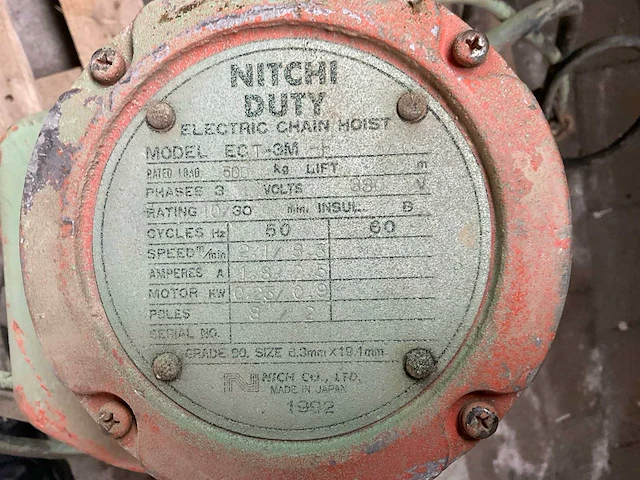 NITCHI
DUTY
ELECTRIC CHAIN HOIST
MODEL ECT-3M
RATED LOAD 500 kg LIFT m
PHASES 3 VOLTS 380 V
RATING 10/30 min. INSUL. B
CYCLES Hz 50 60
SPEED m/min
AMPERES A
MOTOR KW
POLES 8 / 2
SERIAL NO.
GRADE 80, SIZE 6.3mm×19.1mm
NITCHI CO., LTD.
MADE IN JAPAN
1992